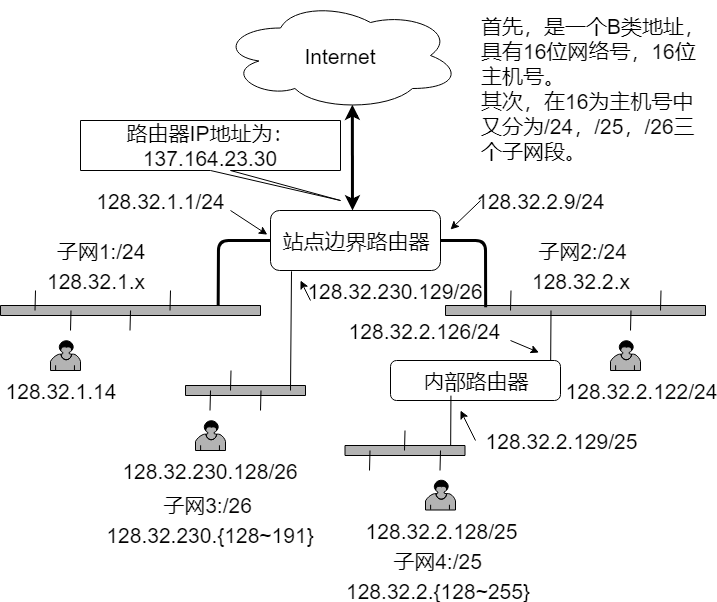 Internet
首先，是一个B类地址，
具有16位网络号，16位
主机号。
其次，在16为主机号中
又分为/24，/25，/26三
个子网段。
路由器IP地址为：
137.164.23.30
128.32.1.1/24
128.32.2.9/24
站点边界路由器
子网1:/24
128.32.1.x
子网2:/24
128.32.2.x
128.32.230.129/26
128.32.2.126/24
内部路由器
128.32.1.14
128.32.2.122/24
128.32.2.129/25
128.32.230.128/26
子网3:/26
128.32.230.{128~191}
128.32.2.128/25
子网4:/25
128.32.2.{128~255}